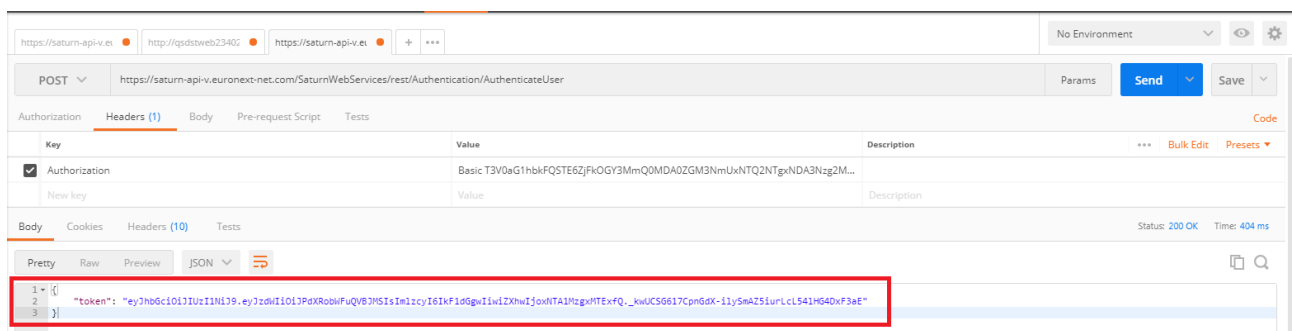 https://saturn-api-v.eu
http://qsdstweb23402
https://saturn-api-v.eu
+
•••
No Environment
POST
https://saturn-api-v.euronext-net.com/SaturnWebServices/rest/Authentication/AuthenticateUser
Params
Send
Save
Authorization
Headers (1)
Body
Pre-request Script
Tests
Code
Key
Value
Description
•••
Bulk Edit
Presets
Authorization
Basic T3V0aG1hbkFQSTE6ZjFkOGY3MmQ0MDA0ZGM3NmUxNTQ2NTgxNDA3Nzg2M...
New key
Value
Description
Body
Cookies
Headers (10)
Tests
Status: 200 OK
Time: 404 ms
Pretty
Raw
Preview
JSON
1 {
2 "token": "eyJhbGciOiJIUzI1NiJ9.eyJzdWIiOiJPdXRobWFuQVBJMSIsImlzcyI6IkF1dGgwIiwiZXhwIjoxNTA1MzgxMTExfQ._kwUCSG617CpnGdX-ilySmAZ5iurLcL541HG4DxF3aE"
3 }